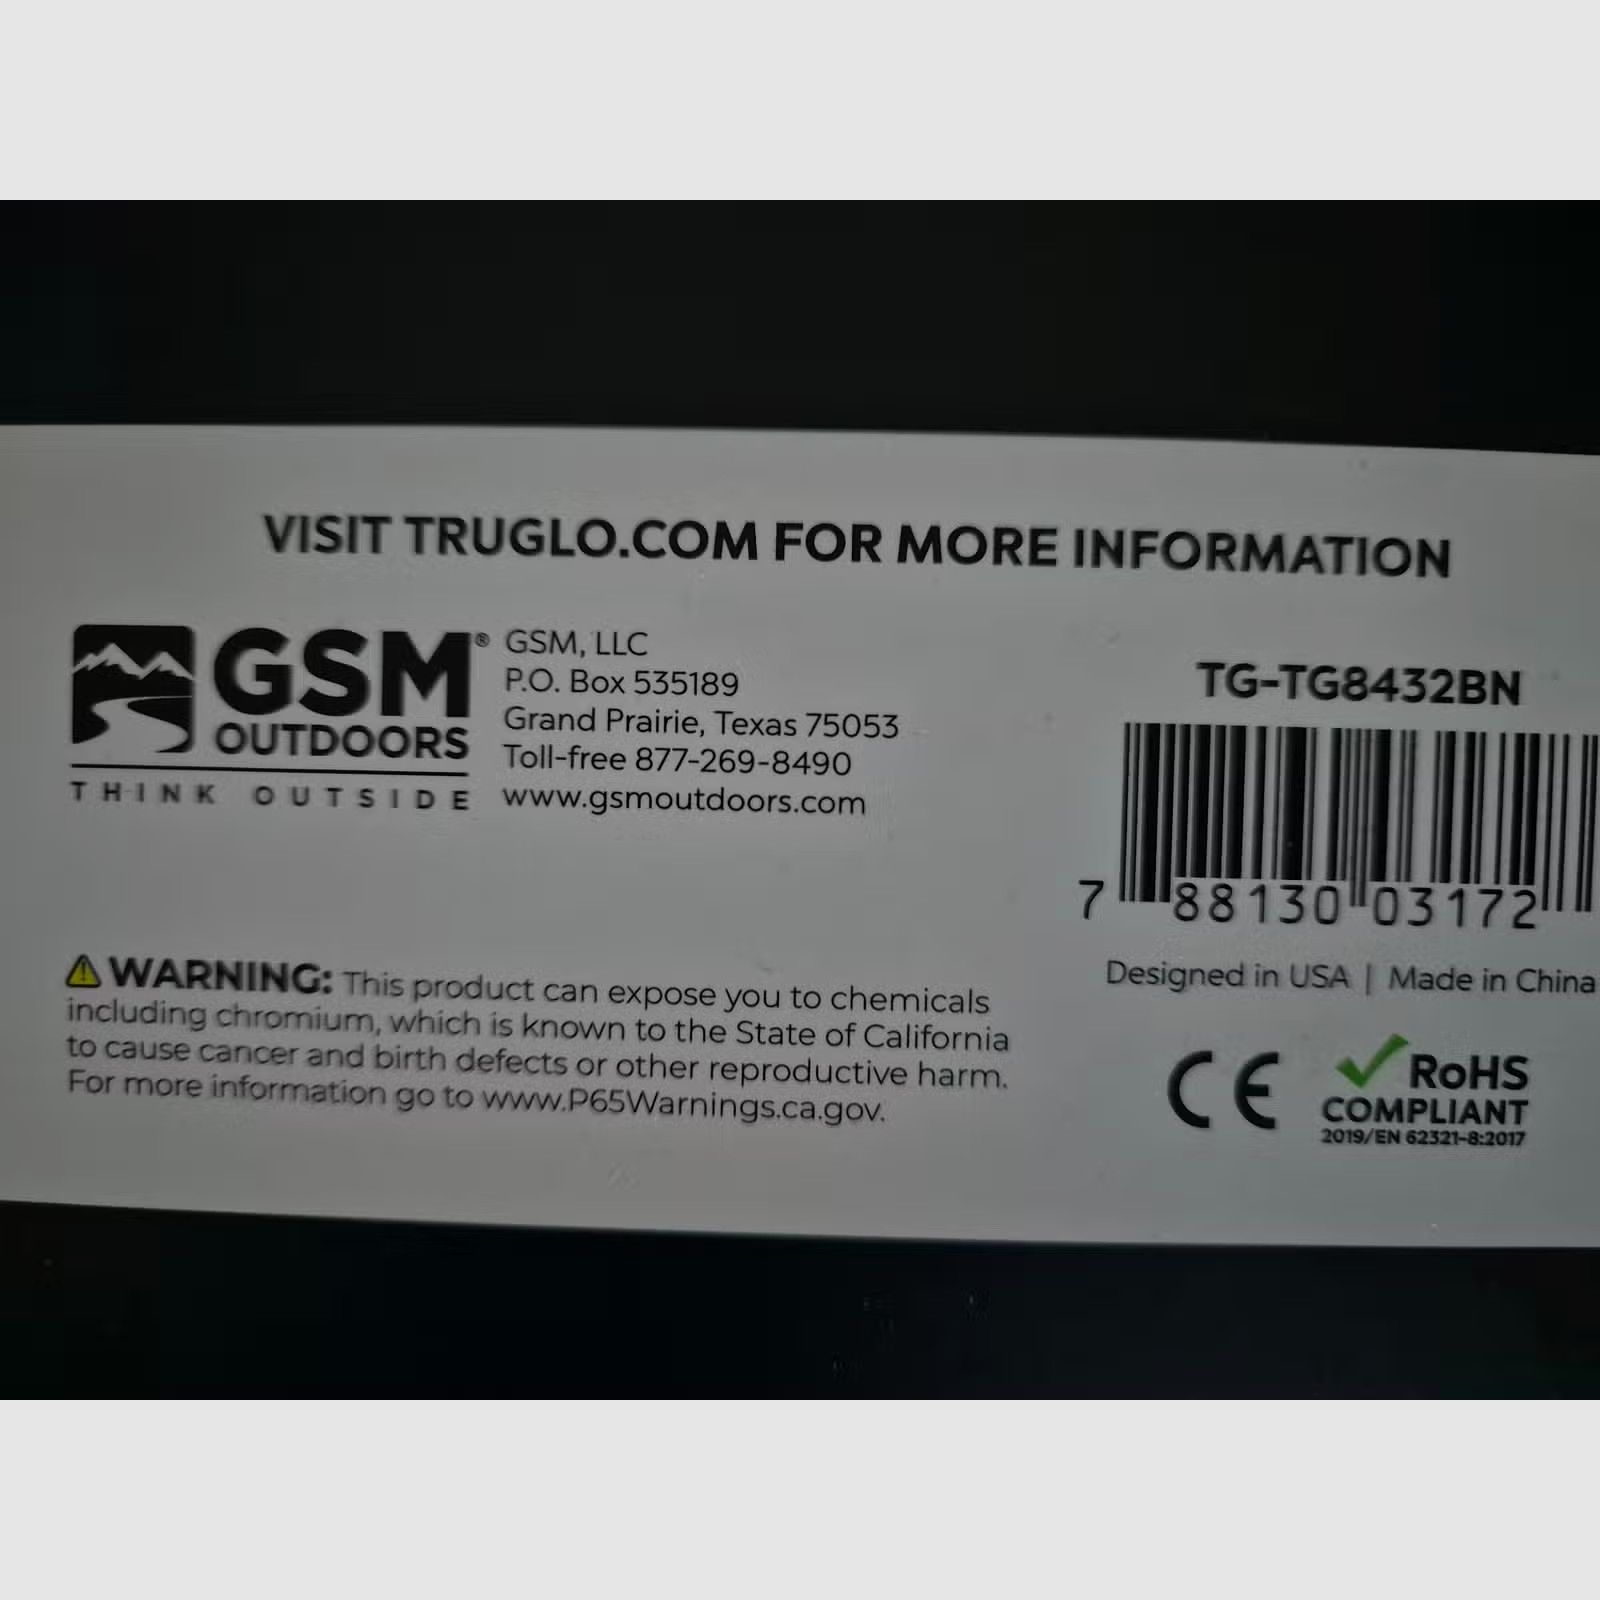 VISIT TRUGLO.COM FOR MORE INFORMATION
GSM®
OUTDOORS
THINK OUTSIDE
GSM, LLC
P.O. Box 535189
Grand Prairie, Texas 75053
Toll-free 877-269-8490
www.gsmoutdoors.com
TG-TG8432BN
7 88130 03172
Designed in USA | Made in China
WARNING: This product can expose you to chemicals
including chromium, which is known to the State of California
to cause cancer and birth defects or other reproductive harm.
For more information go to www.P65Warnings.ca.gov.
CE
RoHS
COMPLIANT
2019/EN 62321-8:2017